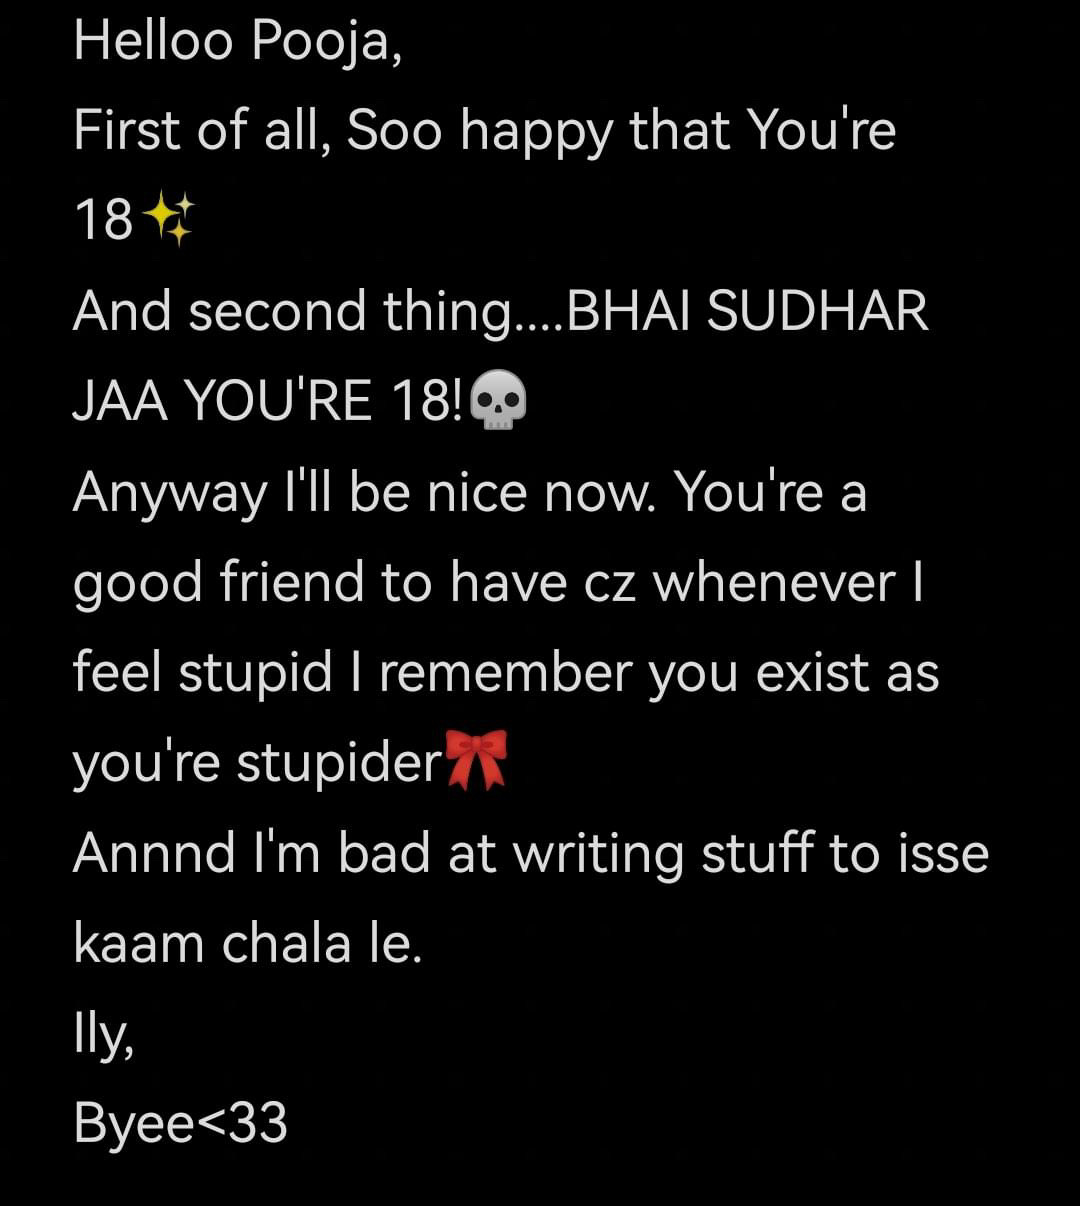 Helloo Pooja,
First of all, Soo happy that You're
18✨
And second thing....BHAI SUDHAR
JAA YOU'RE 18!💀
Anyway I'll be nice now. You're a
good friend to have cz whenever I
feel stupid I remember you exist as
you're stupider🎀
Annnd I'm bad at writing stuff to isse
kaam chala le.
Ily,
Byee<33